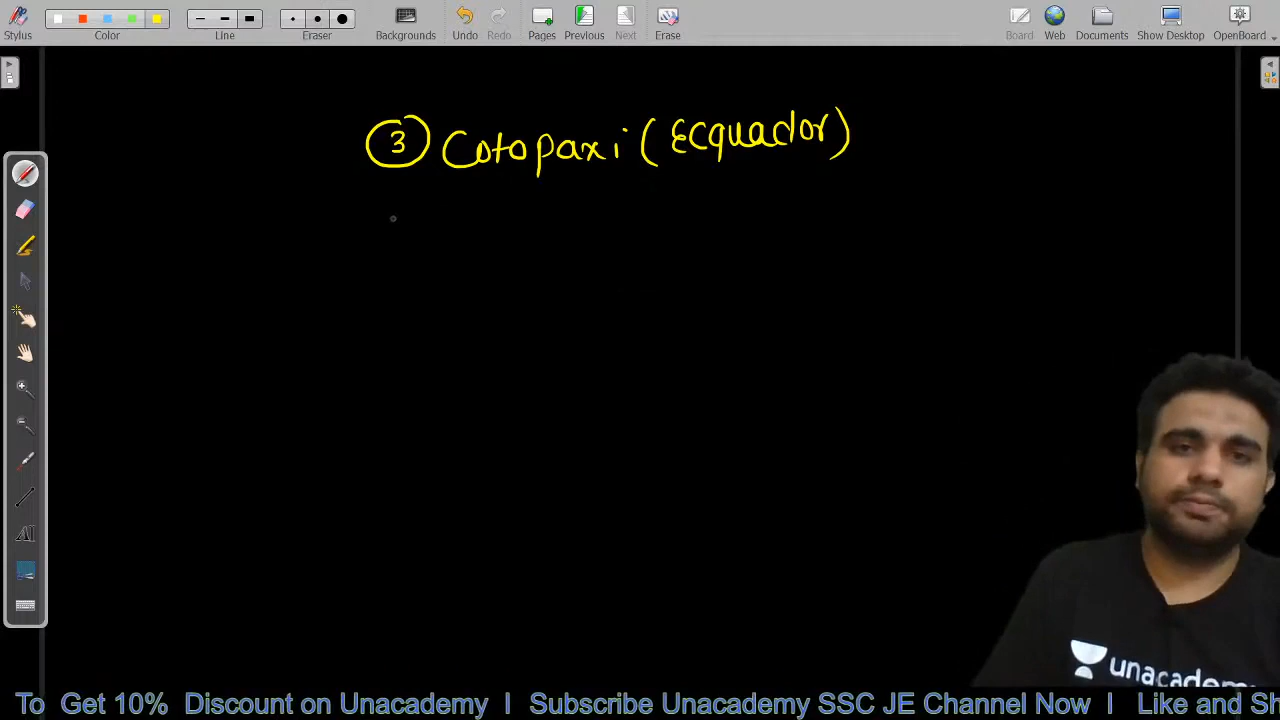 Stylus Color Line Eraser Backgrounds Undo Redo Pages Previous Next Erase Board Web Documents Show Desktop OpenBoard
3 Cotopaxi (Ecquador)
unacademy
To Get 10% Discount on Unacademy I Subscribe Unacademy SSC JE Channel Now I Like and Sh